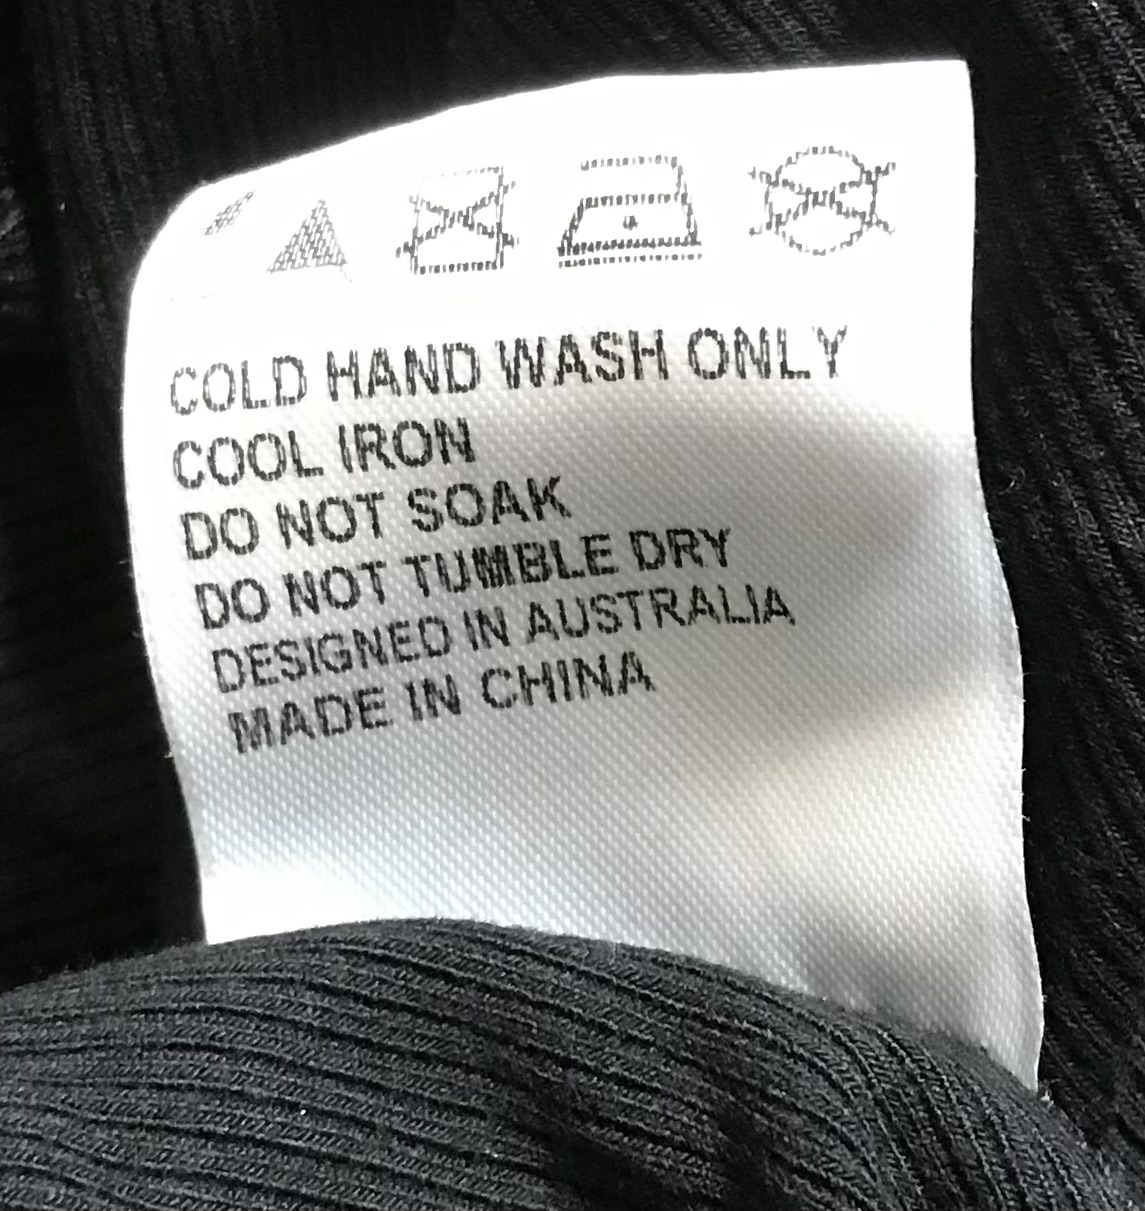 COLD HAND WASH ONLY
COOL IRON
DO NOT SOAK
DO NOT TUMBLE DRY
DESIGNED IN AUSTRALIA
MADE IN CHINA